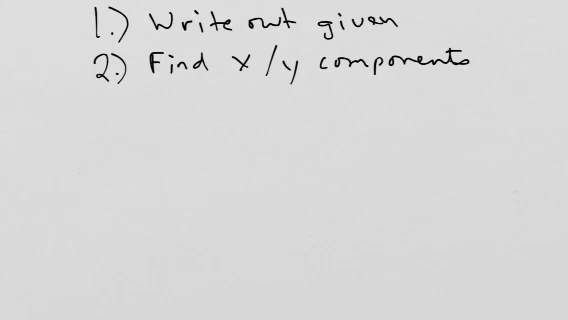 1.) Write out given
2.) Find x/y components